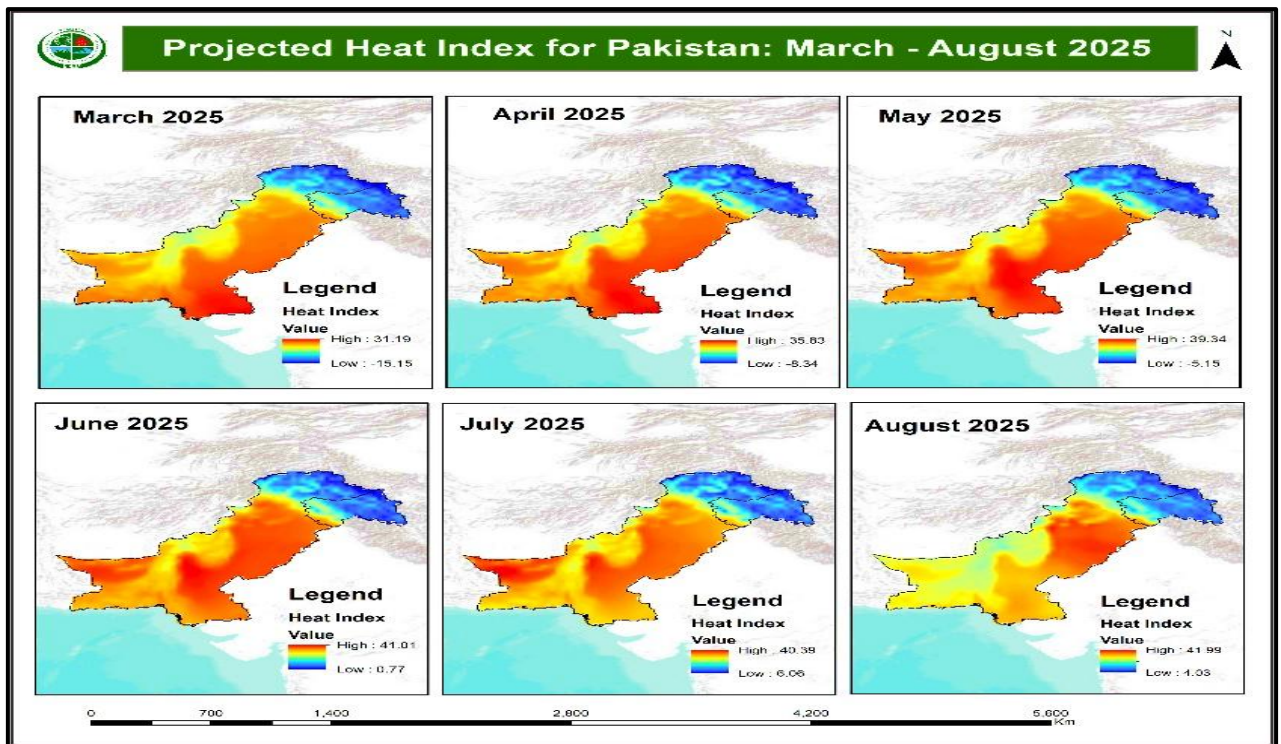 Projected Heat Index for Pakistan: March - August 2025
N
March 2025
Legend
Heat Index
Value
High : 31.19
Low : -15.15
April 2025
Legend
Heat Index
Value
High : 35.83
Low : -8.34
May 2025
Legend
Heat Index
Value
High : 39.34
Low : -5.15
June 2025
Legend
Heat Index
Value
High : 41.01
Low : 0.77
July 2025
Legend
Heat Index
Value
High : 40.39
Low : 6.06
August 2025
Legend
Heat Index
Value
High : 41.99
Low : 4.03
0 700 1,400 2,800 4,200 5,600
Km